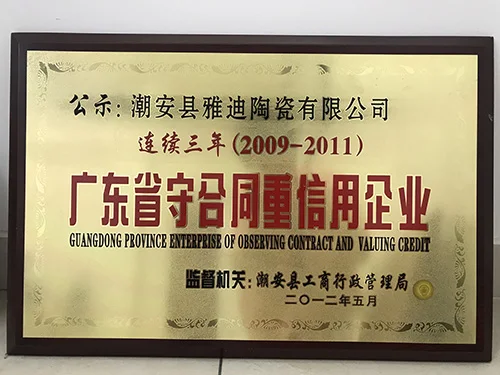 公示：潮安县雅迪陶瓷有限公司
连续三年(2009-2011)
广东省守合同重信用企业
GUANGDONG PROVINCE ENTERPRISE OF OBSERVING CONTRACT AND VALUING CREDIT
监督机关：潮安县工商行政管理局
二〇一二年五月